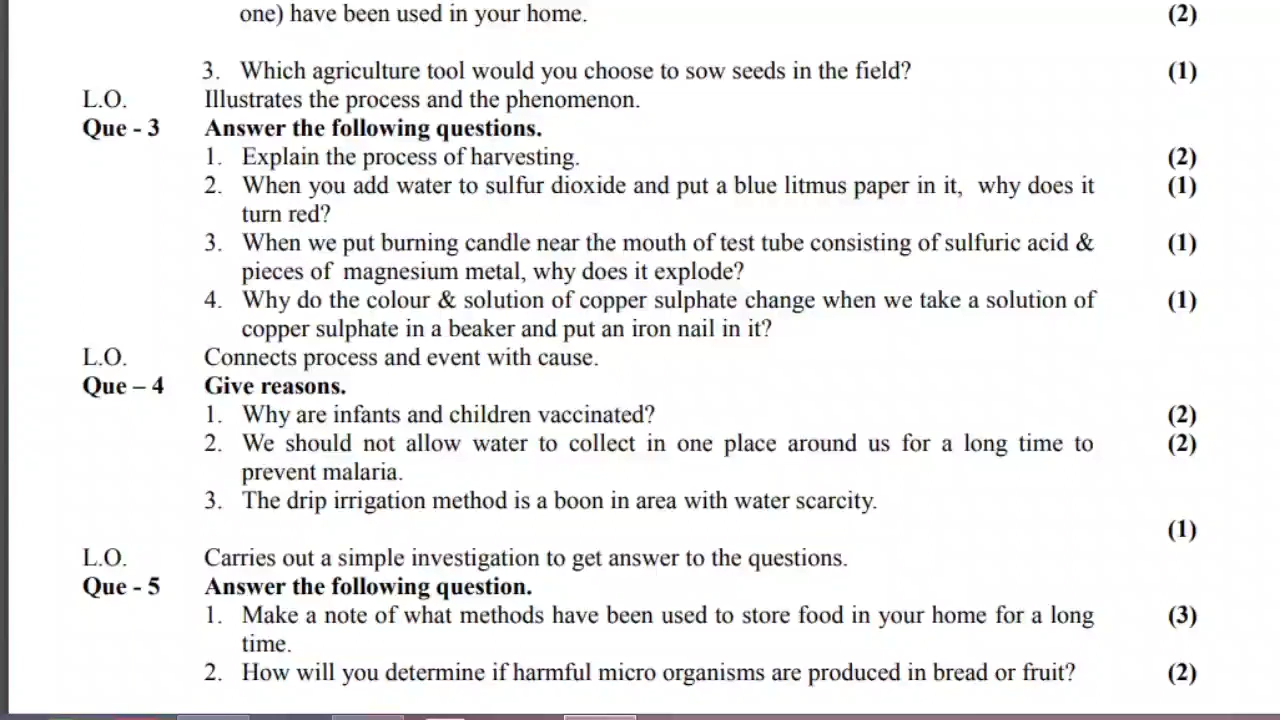 one) have been used in your home. (2)
3. Which agriculture tool would you choose to sow seeds in the field? (1)
L.O. Illustrates the process and the phenomenon.
Que - 3 Answer the following questions.
1. Explain the process of harvesting. (2)
2. When you add water to sulfur dioxide and put a blue litmus paper in it, why does it (1)
turn red?
3. When we put burning candle near the mouth of test tube consisting of sulfuric acid & (1)
pieces of magnesium metal, why does it explode?
4. Why do the colour & solution of copper sulphate change when we take a solution of (1)
copper sulphate in a beaker and put an iron nail in it?
L.O. Connects process and event with cause.
Que – 4 Give reasons.
1. Why are infants and children vaccinated? (2)
2. We should not allow water to collect in one place around us for a long time to (2)
prevent malaria.
3. The drip irrigation method is a boon in area with water scarcity.
(1)
L.O. Carries out a simple investigation to get answer to the questions.
Que - 5 Answer the following question.
1. Make a note of what methods have been used to store food in your home for a long (3)
time.
2. How will you determine if harmful micro organisms are produced in bread or fruit? (2)